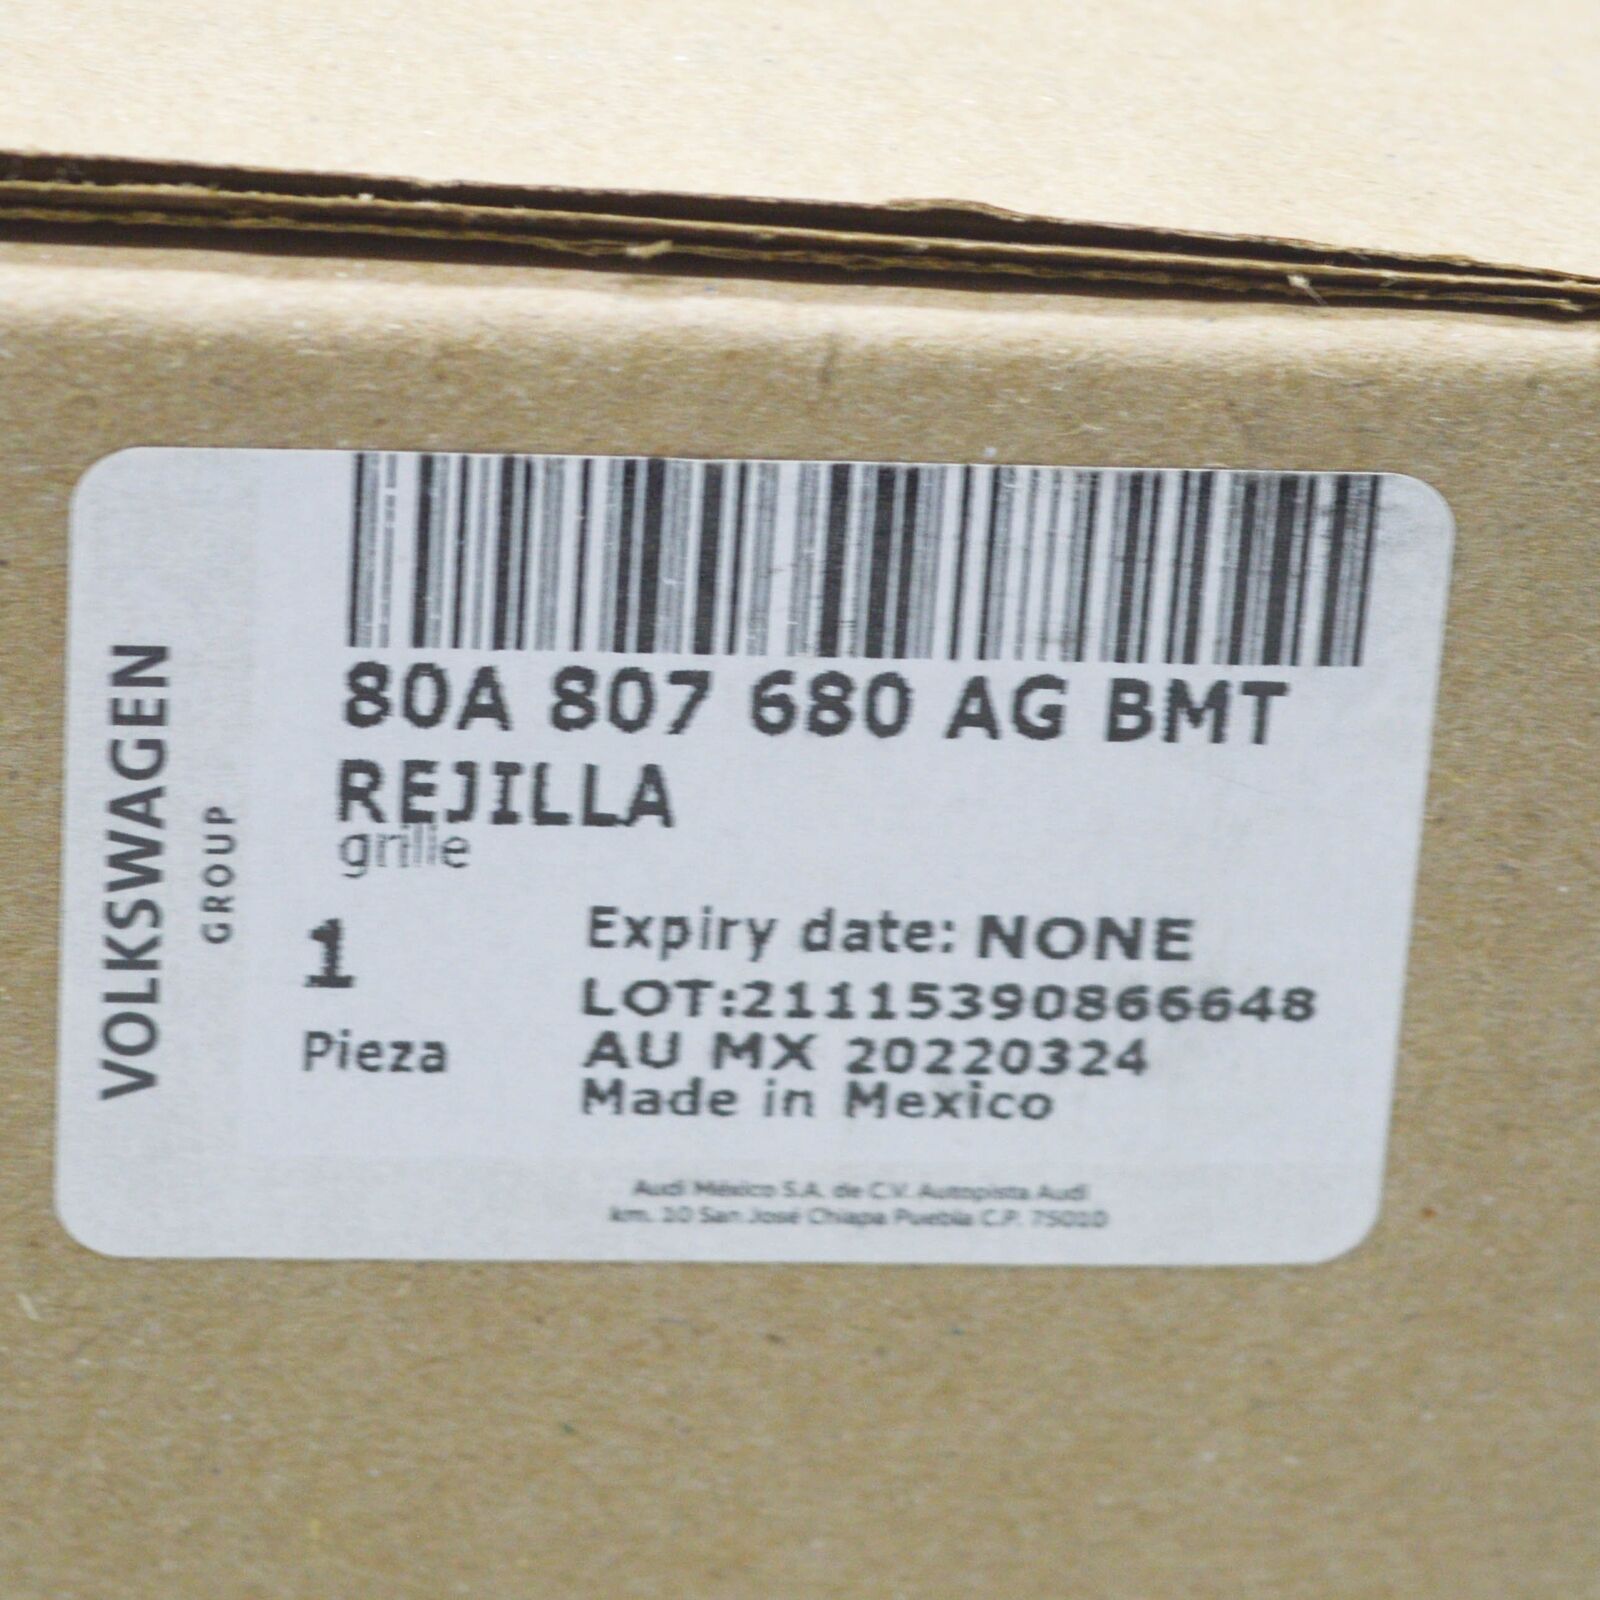 VOLKSWAGEN
GROUP
80A 807 680 AG BMT
REJILLA
grille
1
Pieza
Expiry date: NONE
LOT:21115390866648
AU MX 20220324
Made in Mexico
Audi México S.A. de C.V. Autopista Audi
km. 10 San José Chiapa Puebla C.P. 75010